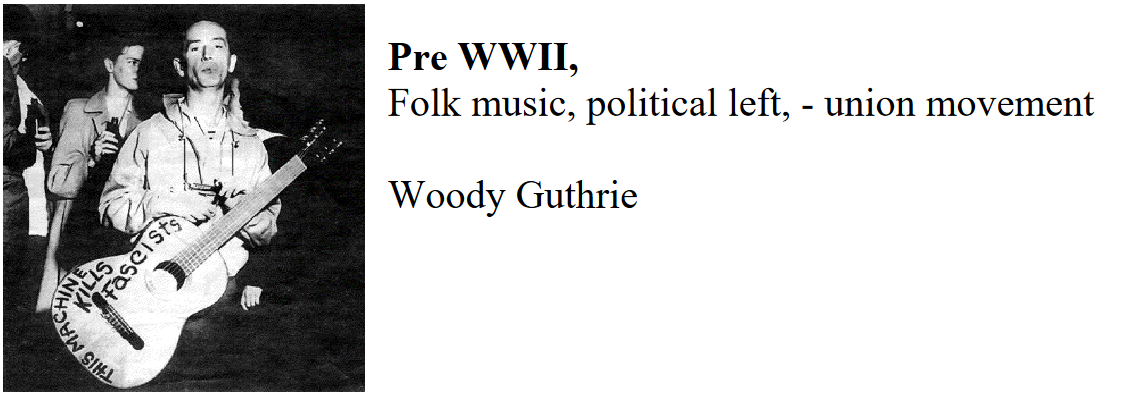 Pre WWII,
Folk music, political left, - union movement
Woody Guthrie
THIS MACHINE
KILLS
fascists